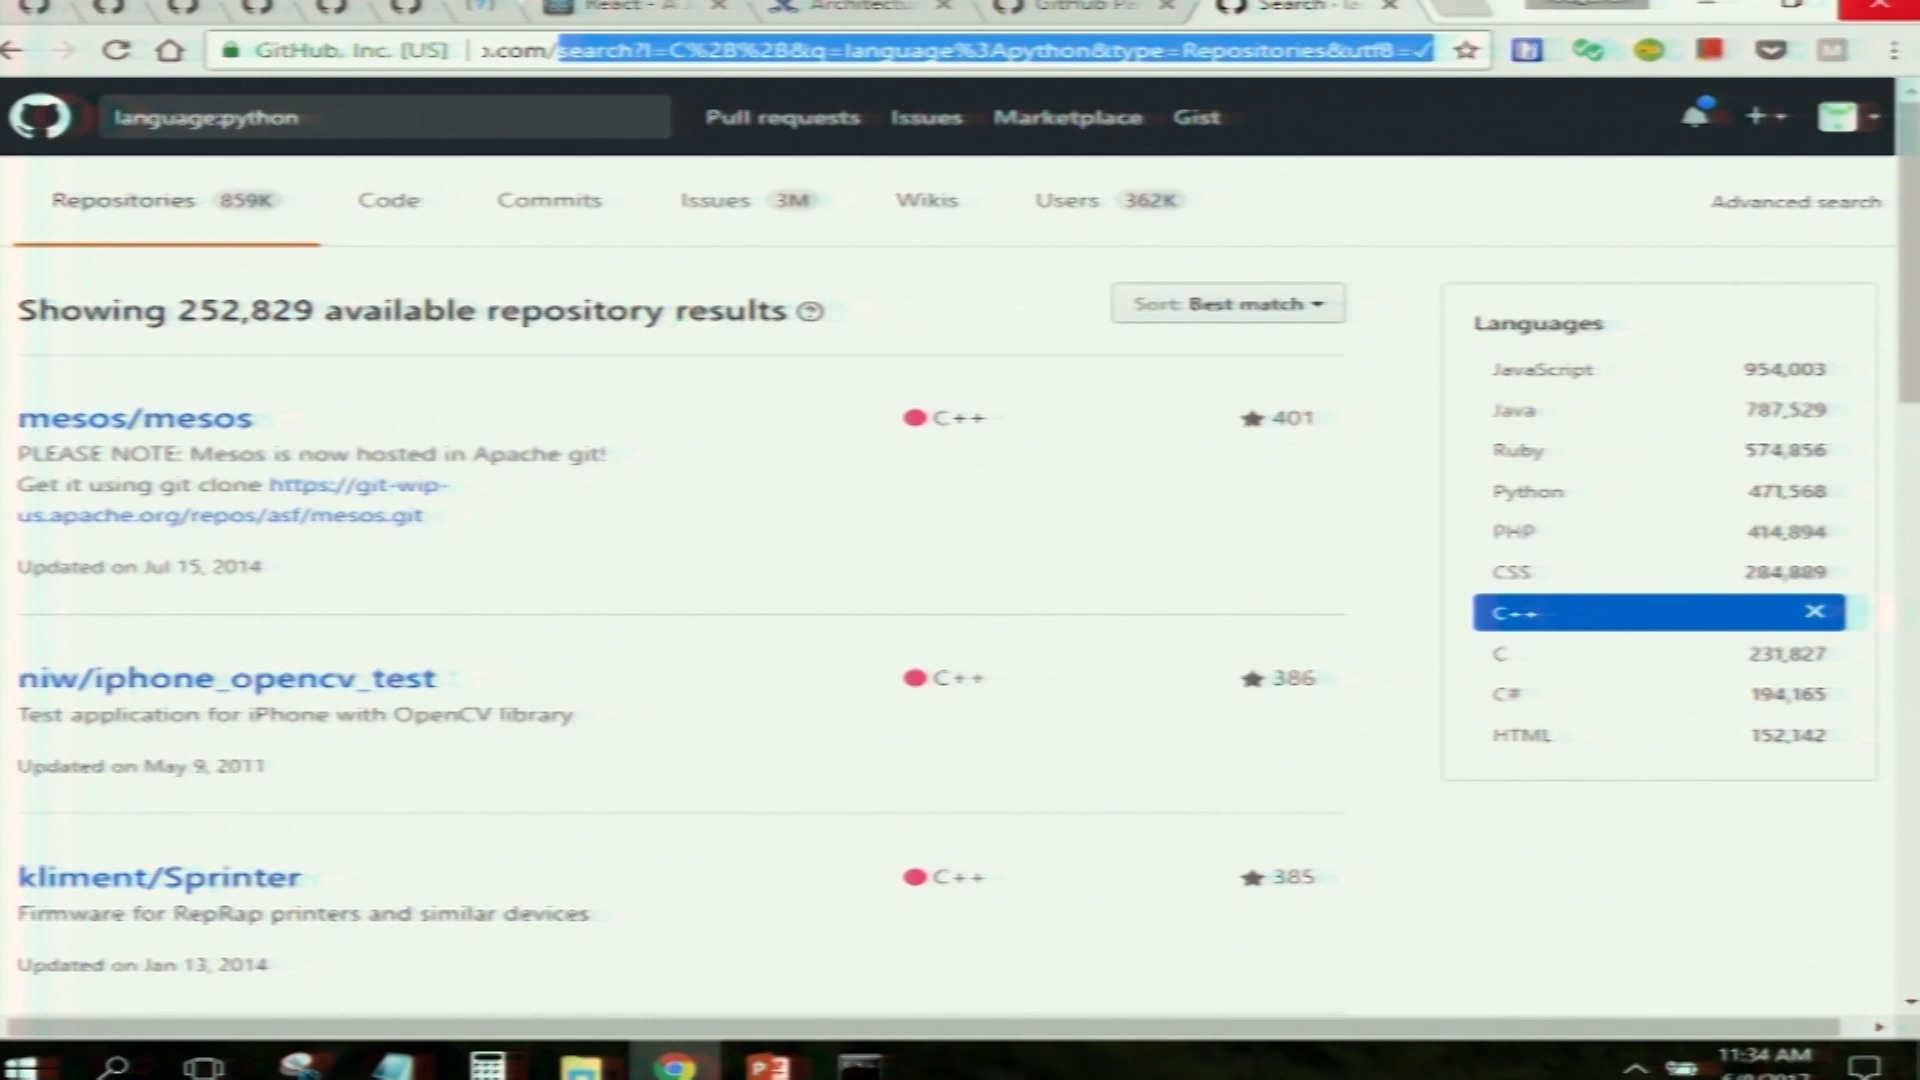 React - A
Architectu
GitHub Pe
Search - la
GitHub, Inc. [US]
.com/search?l=C%2B%2B&q=language%3Apython&type=Repositories&utf8=✓
language:python
Pull requests Issues Marketplace Gist
Repositories 859K Code Commits Issues 3M Wikis Users 362K Advanced search
Showing 252,829 available repository results
Sort: Best match
mesos/mesos
C++ 401
PLEASE NOTE: Mesos is now hosted in Apache git!
Get it using git clone https://git-wip-
us.apache.org/repos/asf/mesos.git
Updated on Jul 15, 2014
niw/iphone_opencv_test
C++ 386
Test application for iPhone with OpenCV library
Updated on May 9, 2011
kliment/Sprinter
C++ 385
Firmware for RepRap printers and similar devices
Updated on Jan 13, 2014
Languages
JavaScript 954,003
Java 787,529
Ruby 574,856
Python 471,568
PHP 414,894
CSS 284,889
C++
C 231,827
C# 194,165
HTML 152,142
11:34 AM